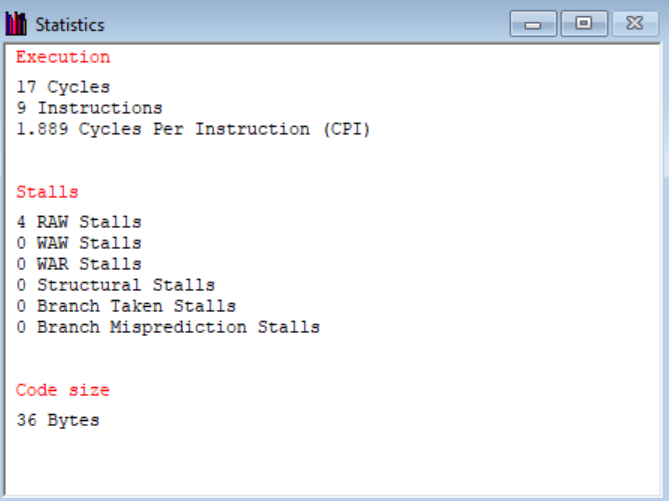 Statistics
Execution
17 Cycles
9 Instructions
1.889 Cycles Per Instruction (CPI)
Stalls
4 RAW Stalls
0 WAW Stalls
0 WAR Stalls
0 Structural Stalls
0 Branch Taken Stalls
0 Branch Misprediction Stalls
Code size
36 Bytes